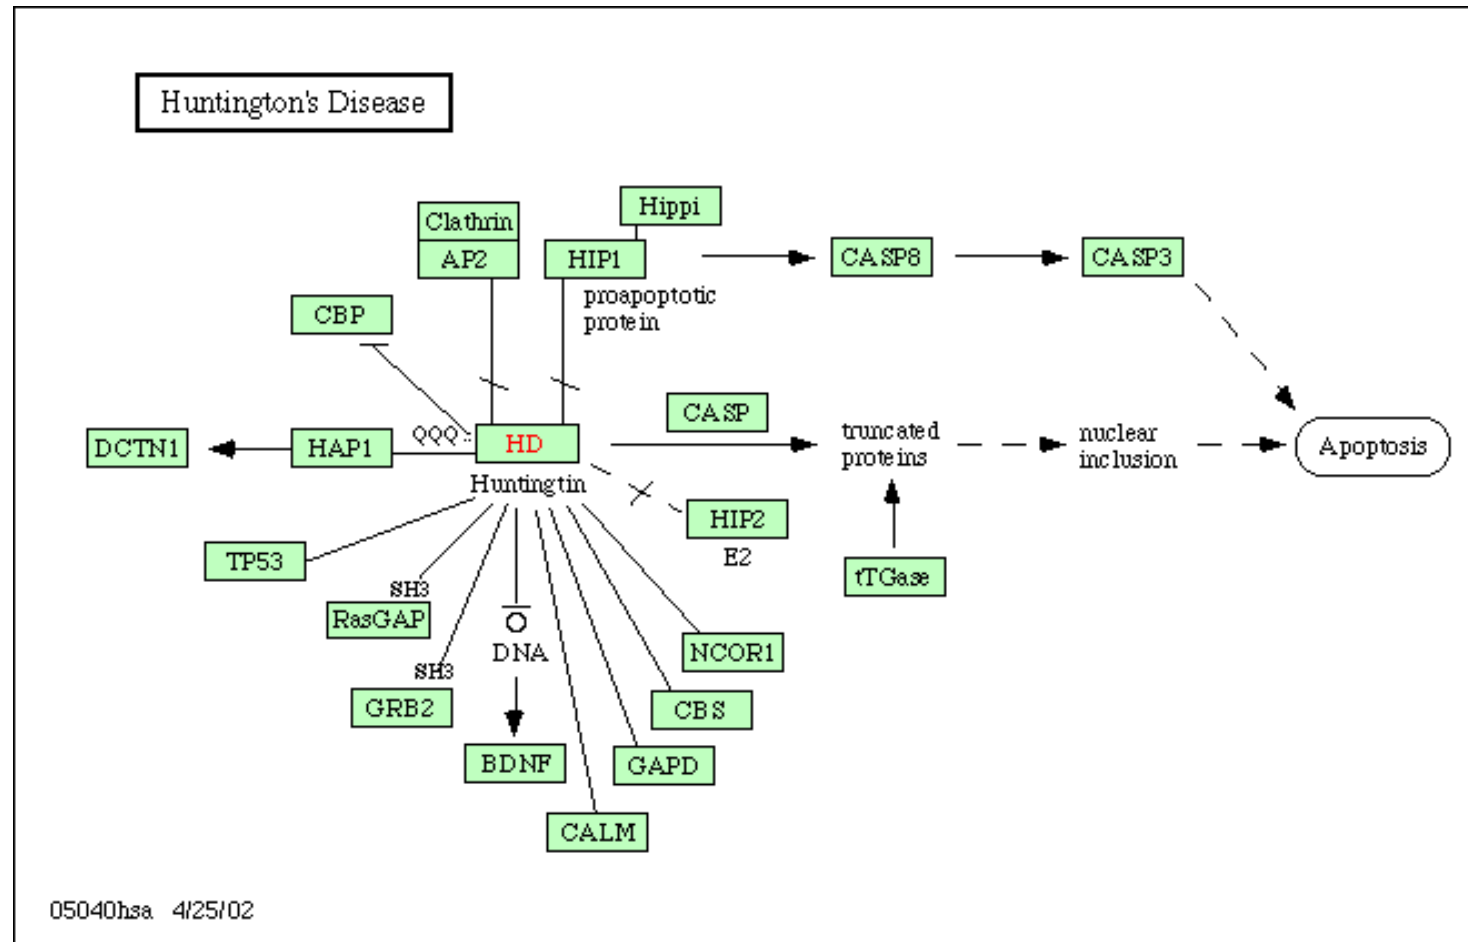 Huntington's Disease
Hippi
Clathrin
AP2
HIP1
CASP8
CASP3
proapoptotic
protein
CBP
CASP
DCTN1
HAP1
QQQ
HD
truncated
proteins
nuclear
inclusion
Apoptosis
Huntingtin
HIP2
E2
TP53
tTGase
SH3
RasGAP
DNA
NCOR1
SH3
GRB2
CBS
BDNF
GAPD
CALM
05040hsa 4/25/02